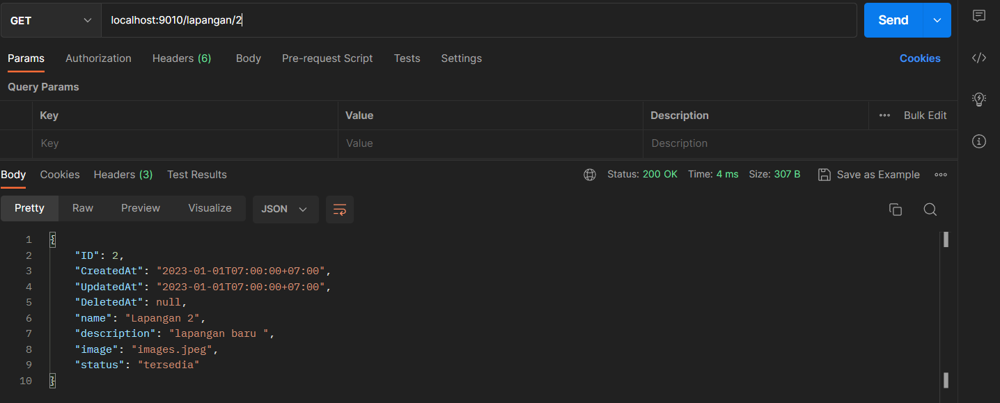 GET localhost:9010/lapangan/2 Send
Params Authorization Headers (6) Body Pre-request Script Tests Settings Cookies
Query Params
Key Value Description Bulk Edit
Key Value Description
Body Cookies Headers (3) Test Results Status: 200 OK Time: 4 ms Size: 307 B Save as Example
Pretty Raw Preview Visualize JSON
1 {
2 "ID": 2,
3 "CreatedAt": "2023-01-01T07:00:00+07:00",
4 "UpdatedAt": "2023-01-01T07:00:00+07:00",
5 "DeletedAt": null,
6 "name": "Lapangan 2",
7 "description": "lapangan baru ",
8 "image": "images.jpeg",
9 "status": "tersedia"
10 }